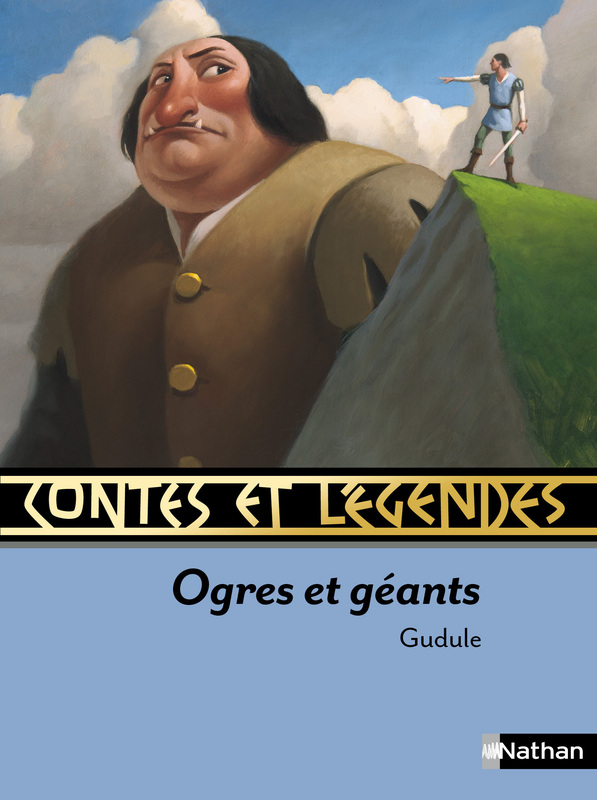 CONTES ET LÉGENDES
Ogres et géants
Gudule
Nathan